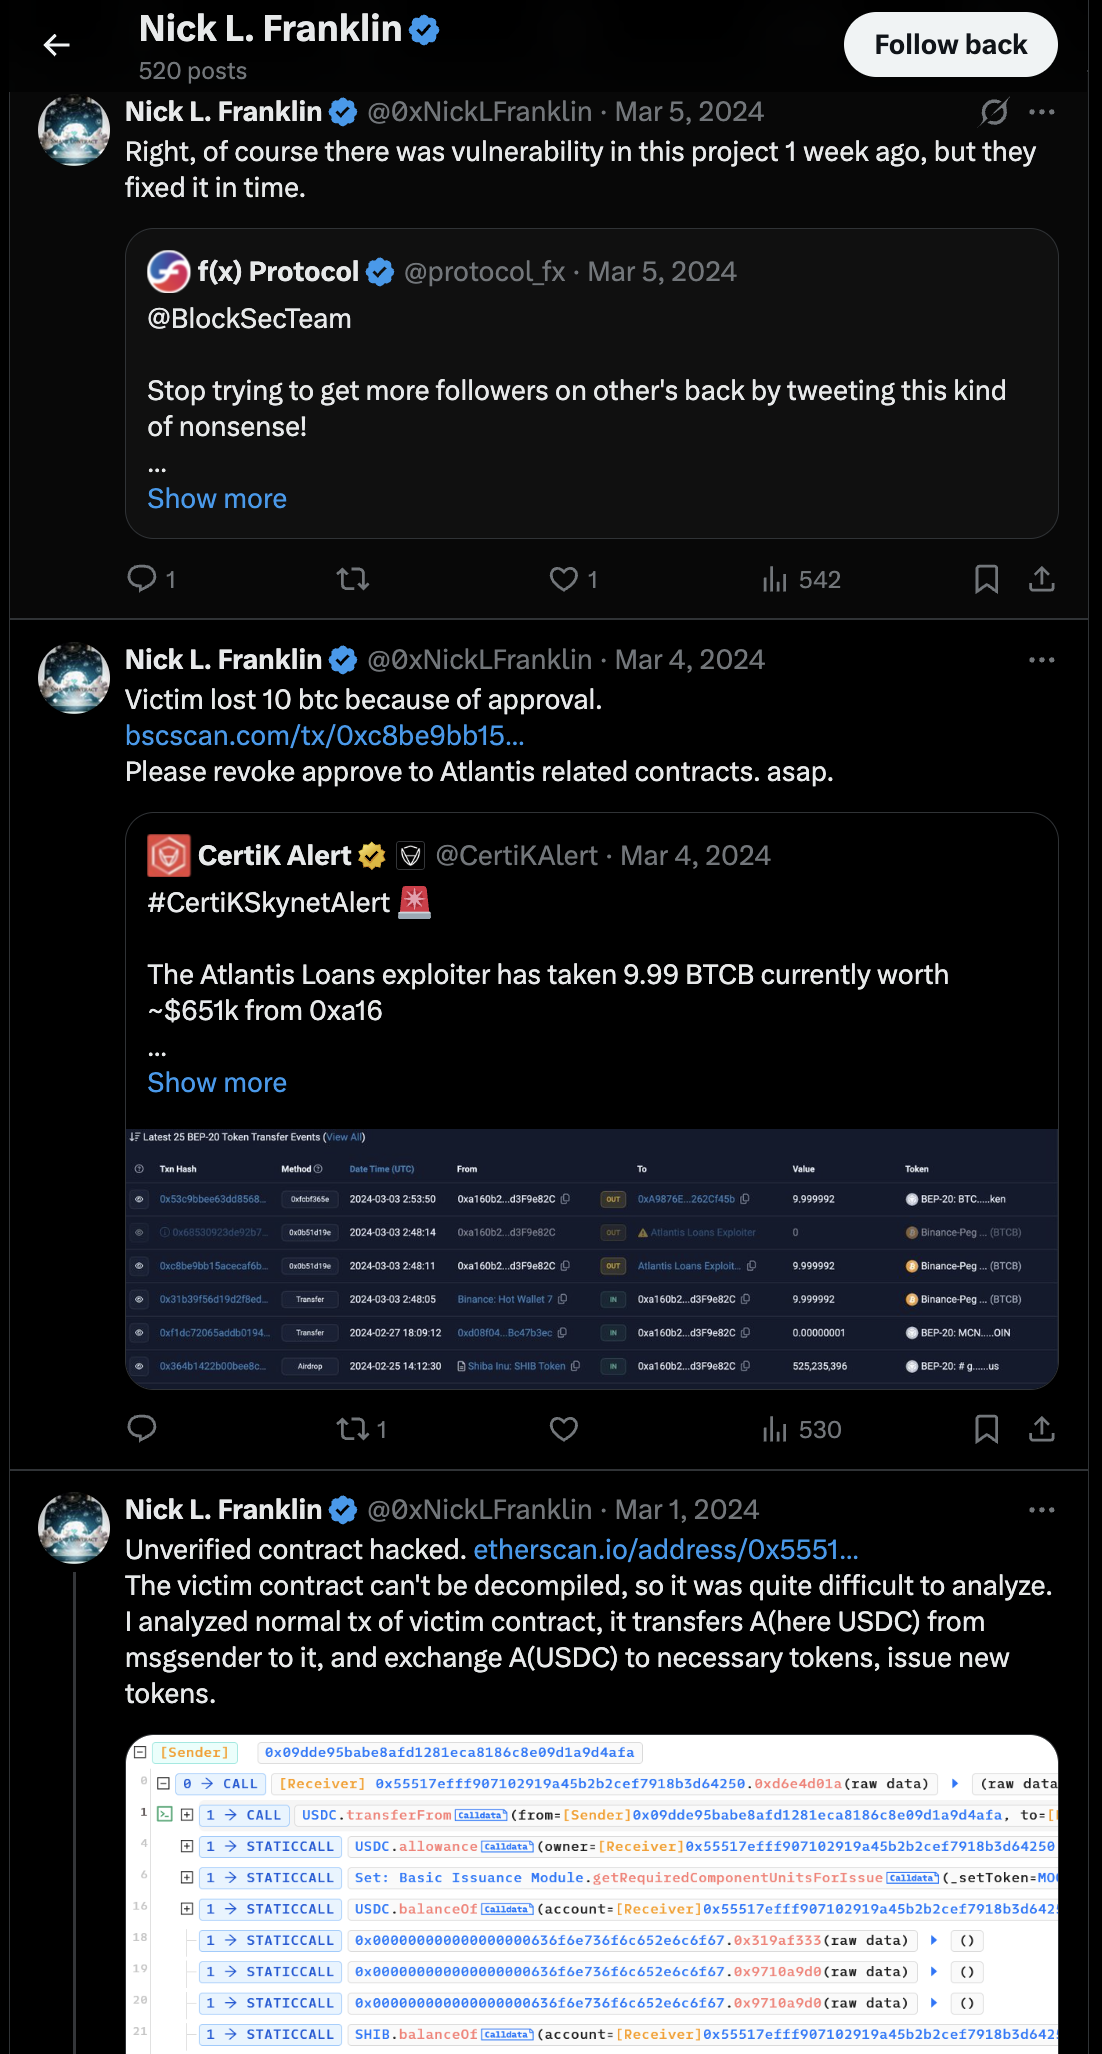 Nick L. Franklin
520 posts
Follow back
Nick L. Franklin @0xNickLFranklin · Mar 5, 2024
Right, of course there was vulnerability in this project 1 week ago, but they
fixed it in time.
f(x) Protocol @protocol_fx · Mar 5, 2024
@BlockSecTeam
Stop trying to get more followers on other's back by tweeting this kind
of nonsense!
...
Show more
1 1 542
Nick L. Franklin @0xNickLFranklin · Mar 4, 2024
Victim lost 10 btc because of approval.
bscscan.com/tx/0xc8be9bb15...
Please revoke approve to Atlantis related contracts. asap.
CertiK Alert @CertiKAlert · Mar 4, 2024
#CertiKSkynetAlert
The Atlantis Loans exploiter has taken 9.99 BTCB currently worth
~$651k from 0xa16
...
Show more
Latest 25 BEP-20 Token Transfer Events (View All)
Txn Hash Method Date Time (UTC) From To Value Token
0x53c9bbee63dd8568... 0xfcbf365e 2024-03-03 2:53:50 0xa160b2...d3F9e82C OUT 0xA9876E...262Cf45b 9.999992 BEP-20: BTC.....ken
0x68530923de92b7... 0x0b51d19e 2024-03-03 2:48:14 0xa160b2...d3F9e82C OUT Atlantis Loans Exploiter 0 Binance-Peg ... (BTCB)
0xc8be9bb15acecaf6b... 0x0b51d19e 2024-03-03 2:48:11 0xa160b2...d3F9e82C OUT Atlantis Loans Exploit... 9.999992 Binance-Peg ... (BTCB)
0x31b39f56d19d2f8ed... Transfer 2024-03-03 2:48:05 Binance: Hot Wallet 7 IN 0xa160b2...d3F9e82C 9.999992 Binance-Peg ... (BTCB)
0xf1dc72065addb0194... Transfer 2024-02-27 18:09:12 0xd08f04...Bc47b3ec IN 0xa160b2...d3F9e82C 0.00000001 BEP-20: MCN.....OIN
0x364b1422b00bee8c... Airdrop 2024-02-25 14:12:30 Shiba Inu: SHIB Token IN 0xa160b2...d3F9e82C 525,235,396 BEP-20: # g......us
1 530
Nick L. Franklin @0xNickLFranklin · Mar 1, 2024
Unverified contract hacked. etherscan.io/address/0x5551...
The victim contract can't be decompiled, so it was quite difficult to analyze.
I analyzed normal tx of victim contract, it transfers A(here USDC) from
msgsender to it, and exchange A(USDC) to necessary tokens, issue new
tokens.
[Sender] 0x09dde95babe8afd1281eca8186c8e09d1a9d4afa
0 0 → CALL [Receiver] 0x55517efff907102919a45b2b2cef7918b3d64250.0xd6e4d01a(raw data) (raw data
1 1 → CALL USDC.transferFrom Calldata (from=[Sender]0x09dde95babe8afd1281eca8186c8e09d1a9d4afa, to=[
4 1 → STATICCALL USDC.allowance Calldata (owner=[Receiver]0x55517efff907102919a45b2b2cef7918b3d64250
6 1 → STATICCALL Set: Basic Issuance Module.getRequiredComponentUnitsForIssue Calldata (_setToken=MO
16 1 → STATICCALL USDC.balanceOf Calldata (account=[Receiver]0x55517efff907102919a45b2b2cef7918b3d642
18 1 → STATICCALL 0x000000000000000000636f6e736f6c652e6c6f67.0x319af333(raw data) ()
19 1 → STATICCALL 0x000000000000000000636f6e736f6c652e6c6f67.0x9710a9d0(raw data) ()
20 1 → STATICCALL 0x000000000000000000636f6e736f6c652e6c6f67.0x9710a9d0(raw data) ()
21 1 → STATICCALL SHIB.balanceOf Calldata (account=[Receiver]0x55517efff907102919a45b2b2cef7918b3d642